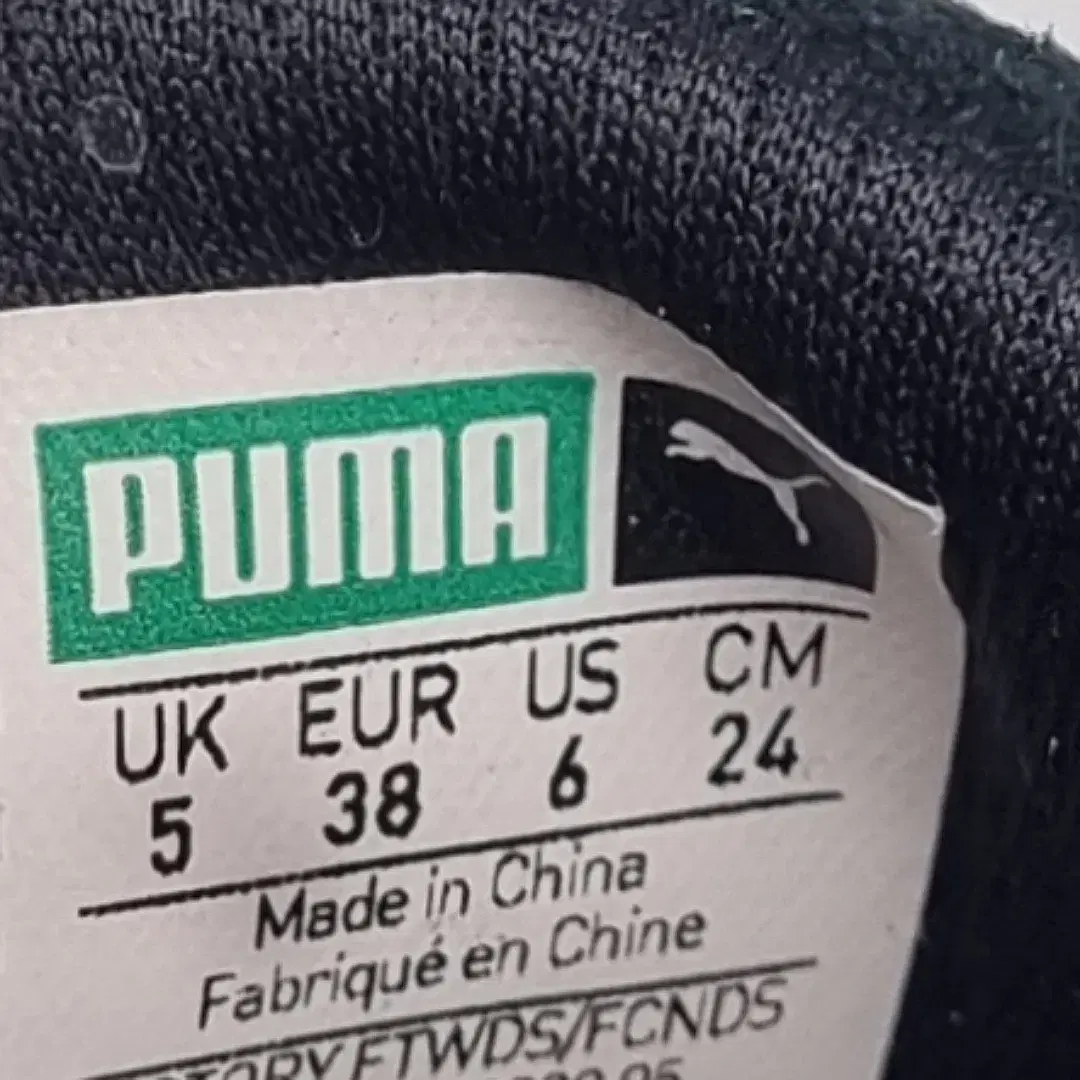 PUMA
UK EUR US CM
5 38 6 24
Made in China
Fabriqué en Chine
FTWDS/FCNDS